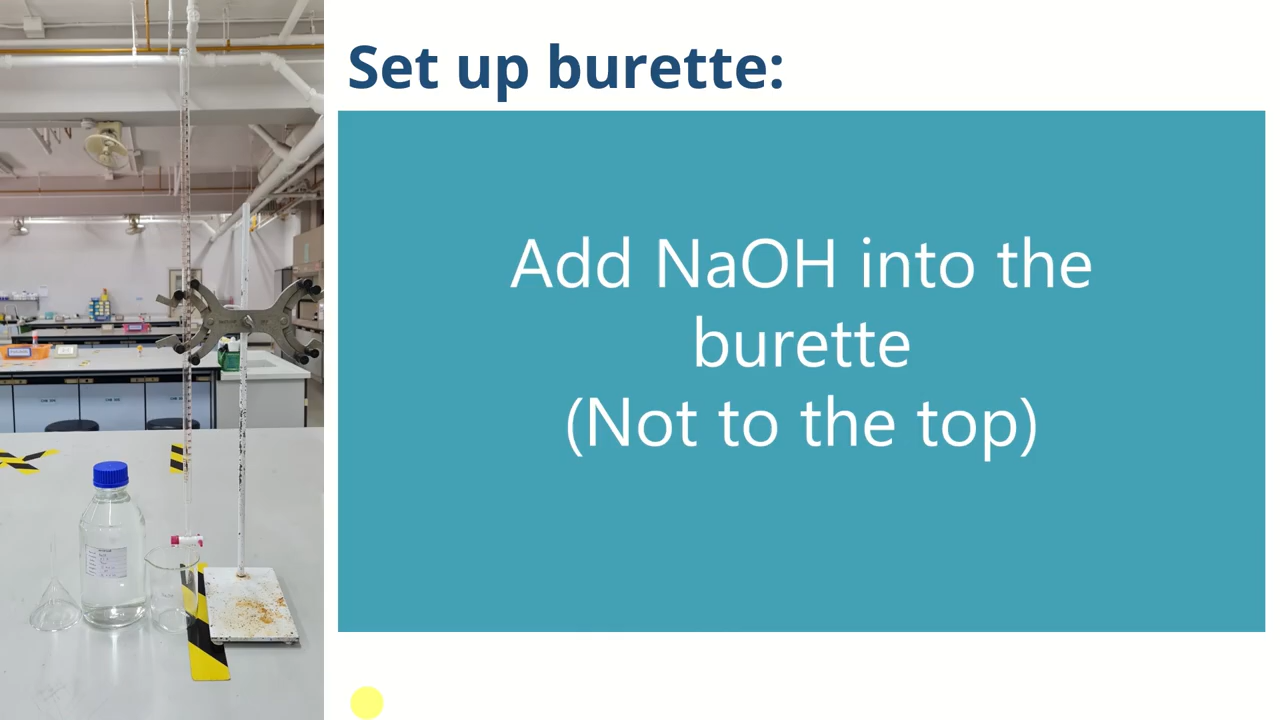 Set up burette:
Add NaOH into the
burette
(Not to the top)